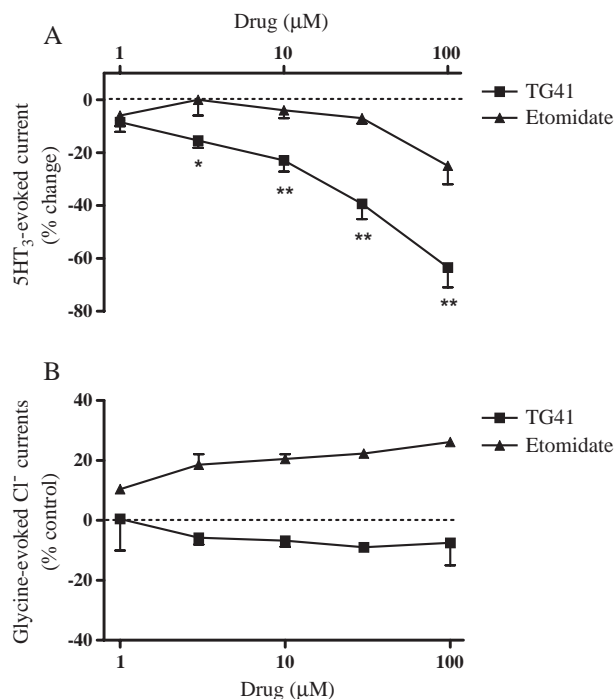 A
Drug (μM)
1 10 100
5HT₃-evoked current
(% change)
0
-20
-40
-60
-80
*
**
**
**
TG41
Etomidate
B
Glycine-evoked Cl⁻ currents
(% control)
40
20
0
-20
-40
TG41
Etomidate
1 10 100
Drug (μM)